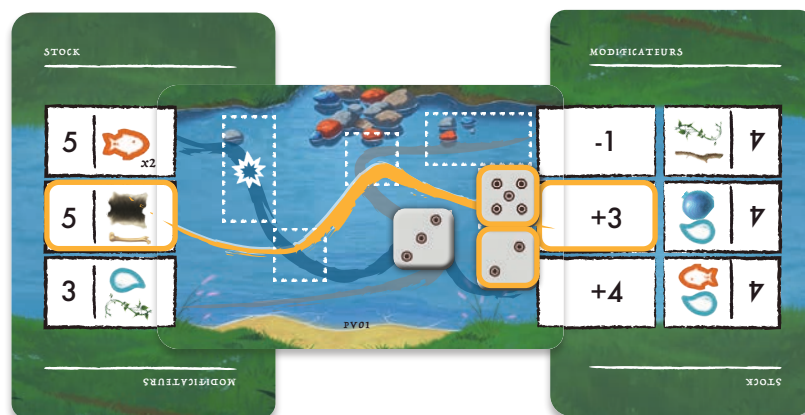 STOCK
MODIFICATEURS
5
x2
-1
4
5
+3
4
3
+4
4
PV01
MODIFICATEURS
STOCK